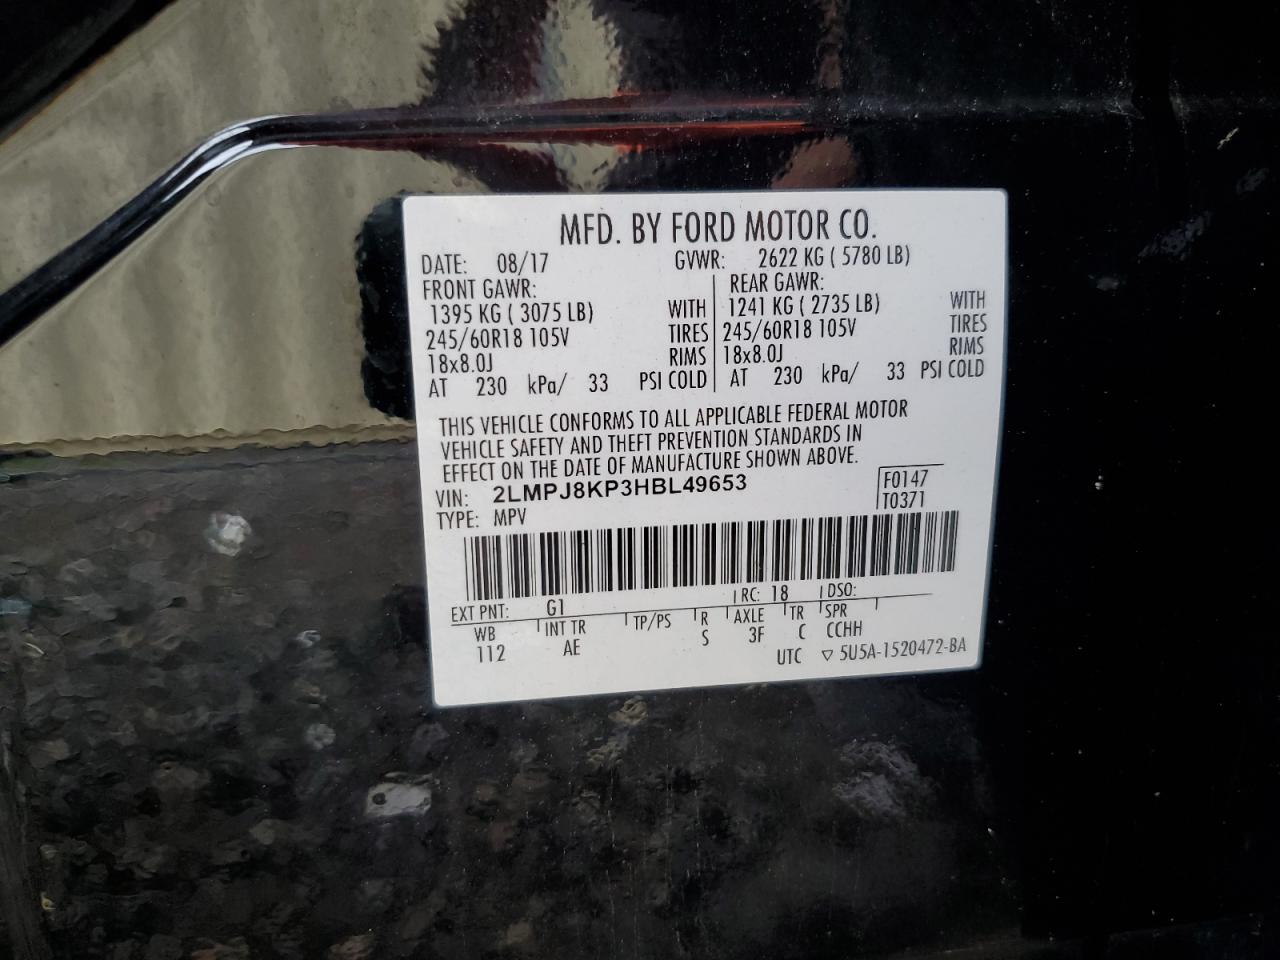 MFD. BY FORD MOTOR CO.
DATE: 08/17 GVWR: 2622 KG ( 5780 LB)
FRONT GAWR: REAR GAWR:
1395 KG ( 3075 LB) WITH 1241 KG ( 2735 LB) WITH
245/60R18 105V TIRES 245/60R18 105V TIRES
18x8.0J RIMS 18x8.0J RIMS
AT 230 kPa/ 33 PSI COLD AT 230 kPa/ 33 PSI COLD
THIS VEHICLE CONFORMS TO ALL APPLICABLE FEDERAL MOTOR
VEHICLE SAFETY AND THEFT PREVENTION STANDARDS IN
EFFECT ON THE DATE OF MANUFACTURE SHOWN ABOVE.
VIN: 2LMPJ8KP3HBL49653 F0147
TYPE: MPV T0371
EXT PNT: G1 RC: 18 DSO:
WB INT TR TP/PS R AXLE TR SPR
112 AE S 3F C CCHH
UTC ▽ 5U5A-1520472-BA